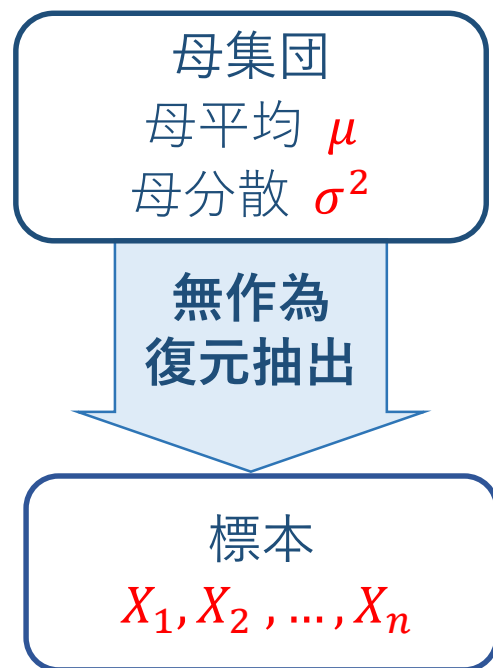 母集団
母平均 μ
母分散 σ²
無作為
復元抽出
標本
X₁, X₂ , …, Xₙ